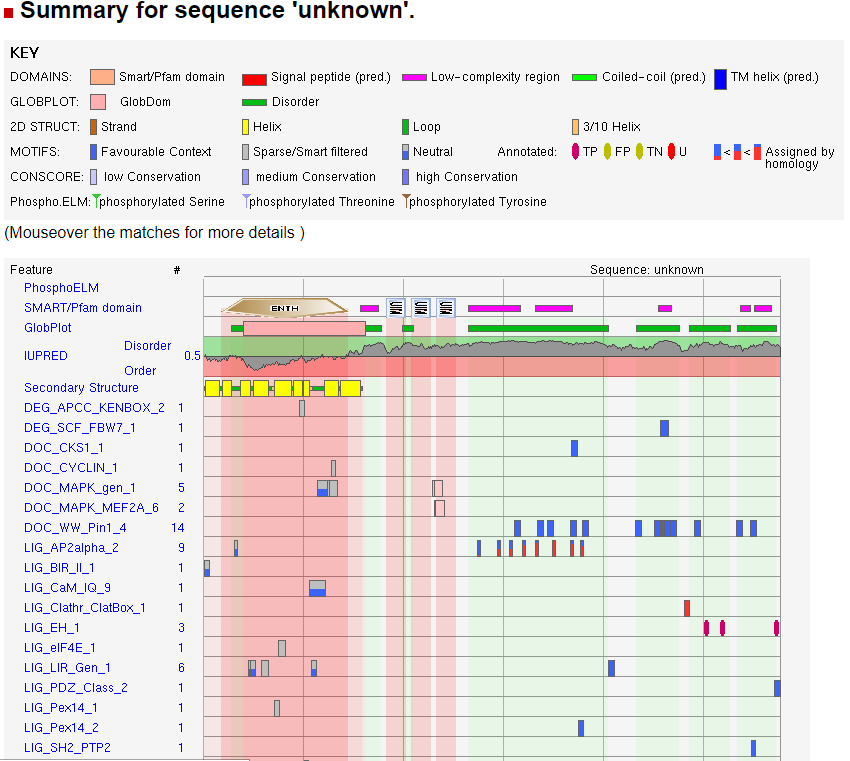 Summary for sequence 'unknown'.
KEY
DOMAINS: Smart/Pfam domain Signal peptide (pred.) Low-complexity region Coiled-coil (pred.) TM helix (pred.)
GLOBPLOT: GlobDom Disorder
2D STRUCT: Strand Helix Loop 3/10 Helix
MOTIFS: Favourable Context Sparse/Smart filtered Neutral Annotated: TP FP TN U < < Assigned by
homology
CONSCORE: low Conservation medium Conservation high Conservation
Phospho.ELM: phosphorylated Serine phosphorylated Threonine phosphorylated Tyrosine
(Mouseover the matches for more details )
Feature # Sequence: unknown
PhosphoELM
SMART/Pfam domain ENTH UIM UIM UIM
GlobPlot
Disorder
IUPRED 0.5
Order
Secondary Structure
DEG_APCC_KENBOX_2 1
DEG_SCF_FBW7_1 1
DOC_CKS1_1 1
DOC_CYCLIN_1 1
DOC_MAPK_gen_1 5
DOC_MAPK_MEF2A_6 2
DOC_WW_Pin1_4 14
LIG_AP2alpha_2 9
LIG_BIR_II_1 1
LIG_CaM_IQ_9 1
LIG_Clathr_ClatBox_1 1
LIG_EH_1 3
LIG_eIF4E_1 1
LIG_LIR_Gen_1 6
LIG_PDZ_Class_2 1
LIG_Pex14_1 1
LIG_Pex14_2 1
LIG_SH2_PTP2 1